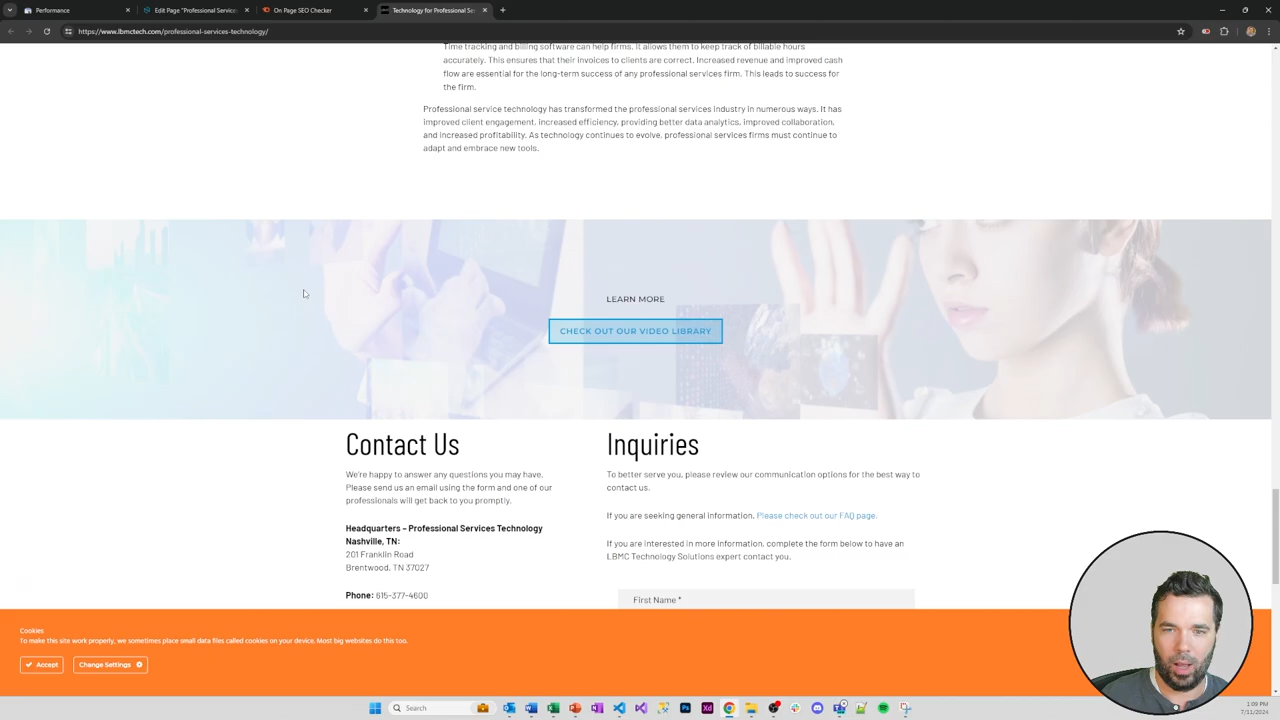 Performance
Edit Page "Professional Service
On Page SEO Checker
Technology for Professional Se
https://www.lbmctech.com/professional-services-technology/
Time tracking and billing software can help firms. It allows them to keep track of billable hours
accurately. This ensures that their invoices to clients are correct. Increased revenue and improved cash
flow are essential for the long-term success of any professional services firm. This leads to success for
the firm.
Professional service technology has transformed the professional services industry in numerous ways. It has
improved client engagement, increased efficiency, providing better data analytics, improved collaboration,
and increased profitability. As technology continues to evolve, professional services firms must continue to
adapt and embrace new tools.
LEARN MORE
CHECK OUT OUR VIDEO LIBRARY
Contact Us
We're happy to answer any questions you may have.
Please send us an email using the form and one of our
professionals will get back to you promptly.
Headquarters – Professional Services Technology
Nashville, TN:
201 Franklin Road
Brentwood, TN 37027
Phone: 615-377-4600
Inquiries
To better serve you, please review our communication options for the best way to
contact us.
If you are seeking general information, Please check out our FAQ page.
If you are interested in more information, complete the form below to have an
LBMC Technology Solutions expert contact you.
First Name *
Cookies
To make this site work properly, we sometimes place small data files called cookies on your device. Most big websites do this too.
Accept
Change Settings
Search
1:09 PM
7/11/2024